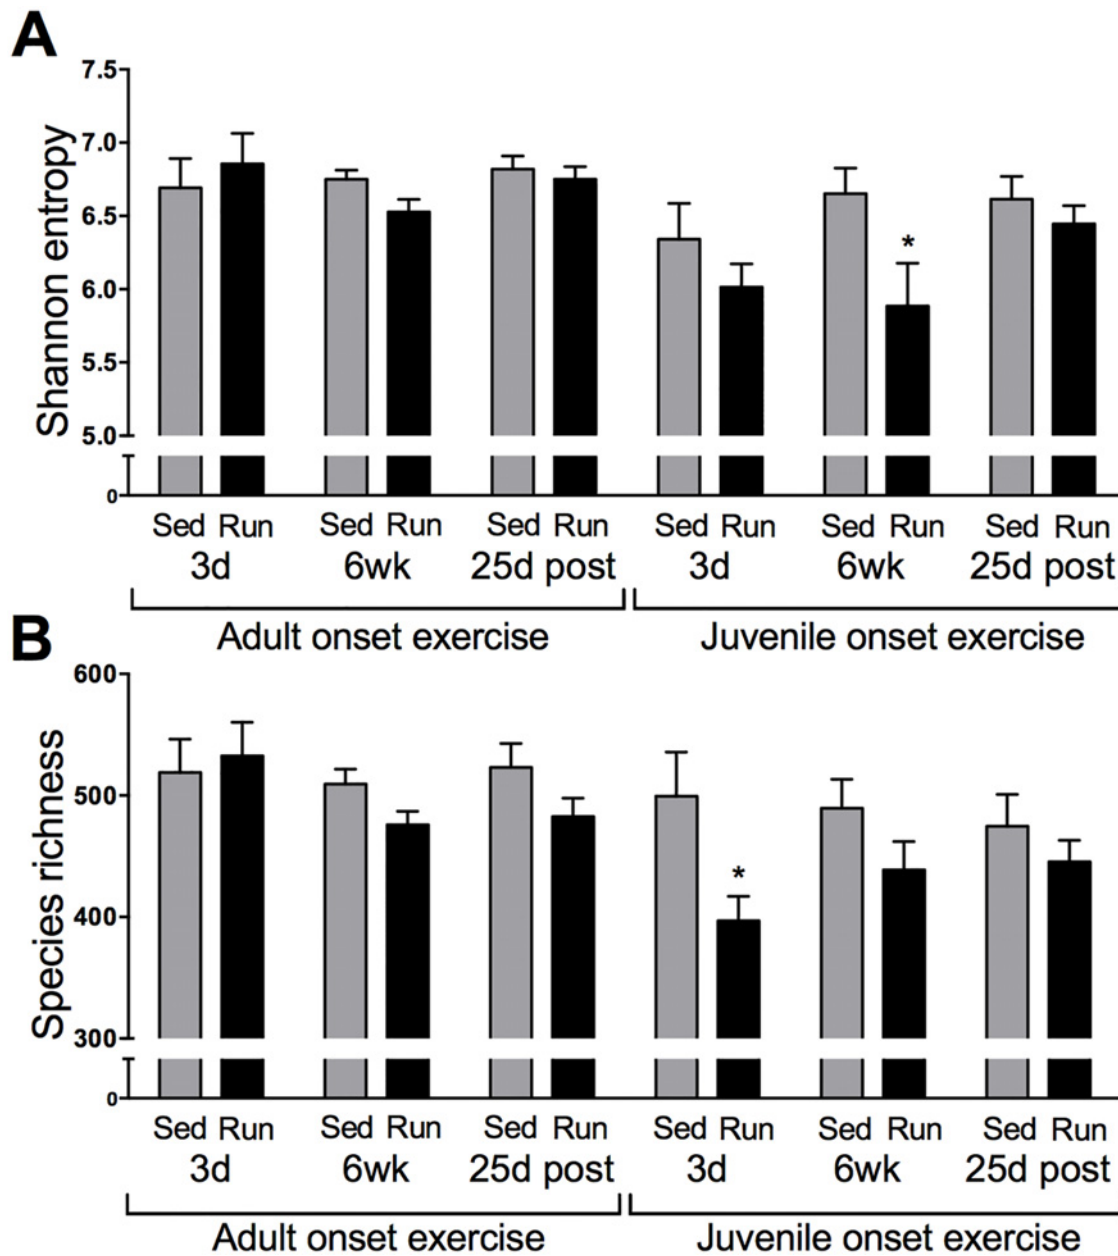 A
7.5
7.0
6.5
6.0
5.5
5.0
0
Shannon entropy
*
Sed Run Sed Run Sed Run Sed Run Sed Run Sed Run
3d 6wk 25d post 3d 6wk 25d post
Adult onset exercise Juvenile onset exercise
B
600
500
400
300
0
Species richness
*
Sed Run Sed Run Sed Run Sed Run Sed Run Sed Run
3d 6wk 25d post 3d 6wk 25d post
Adult onset exercise Juvenile onset exercise